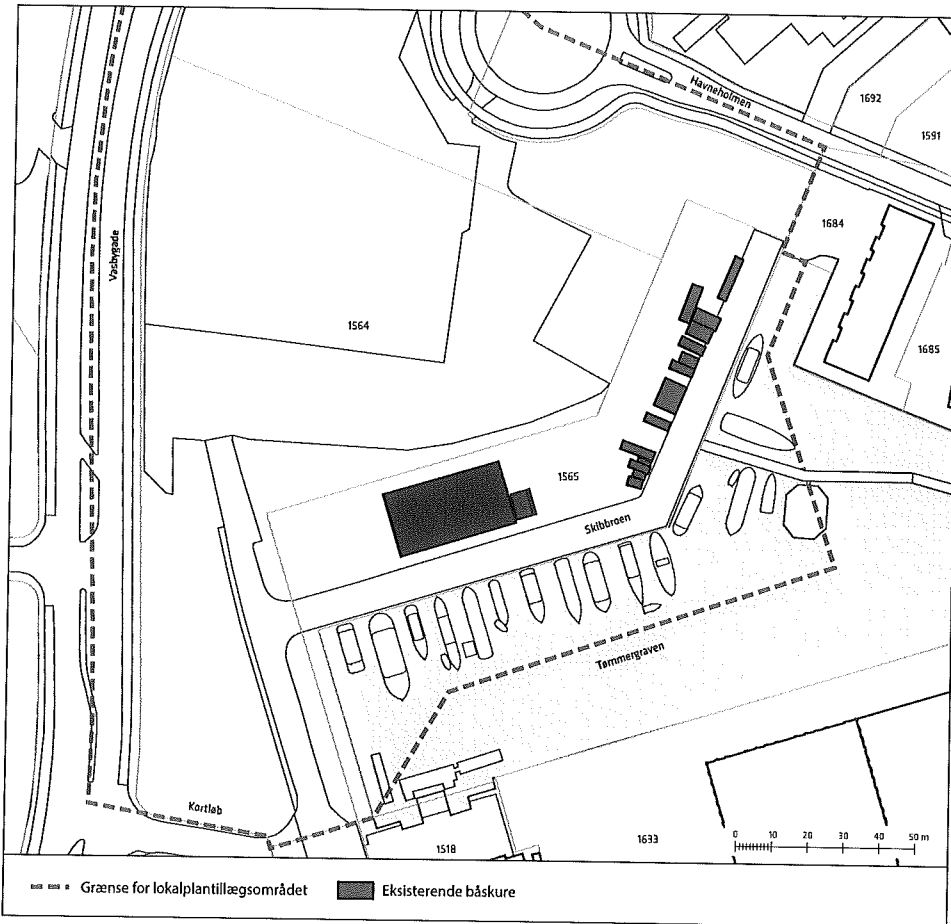 Havneholmen
1692
1591
Vasbygade
1684
1564
1685
1565
Skibbroen
Tømmergraven
Kortløb
1518
1633
0 10 20 30 40 50 m
Grænse for lokalplantillægsområdet
Eksisterende båskure